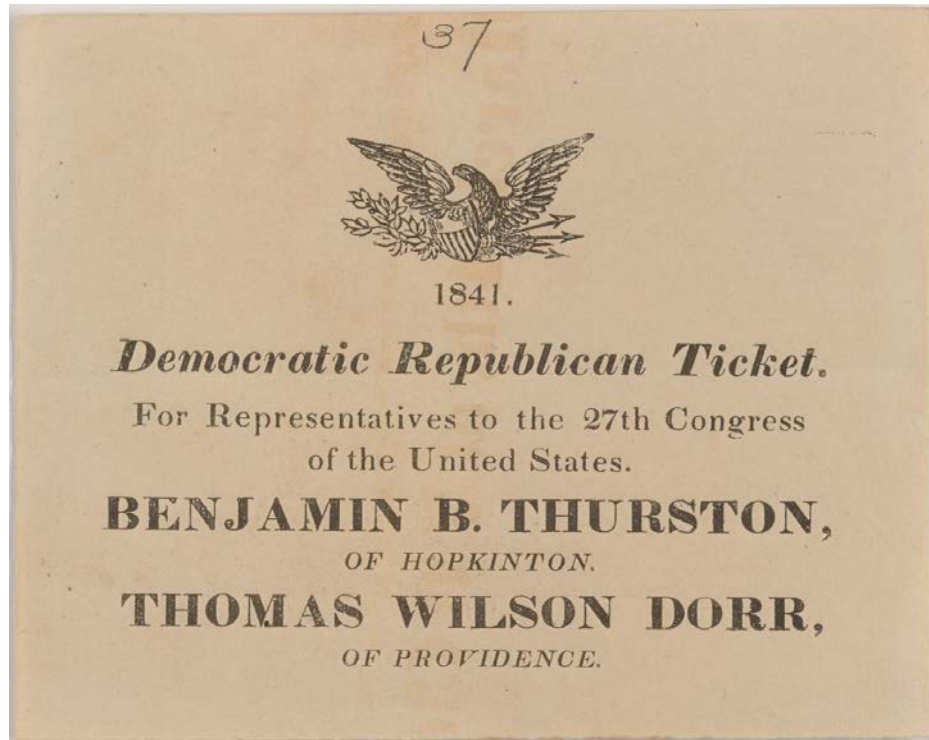 37
1841.
Democratic Republican Ticket.
For Representatives to the 27th Congress
of the United States.
BENJAMIN B. THURSTON,
OF HOPKINTON.
THOMAS WILSON DORR,
OF PROVIDENCE.